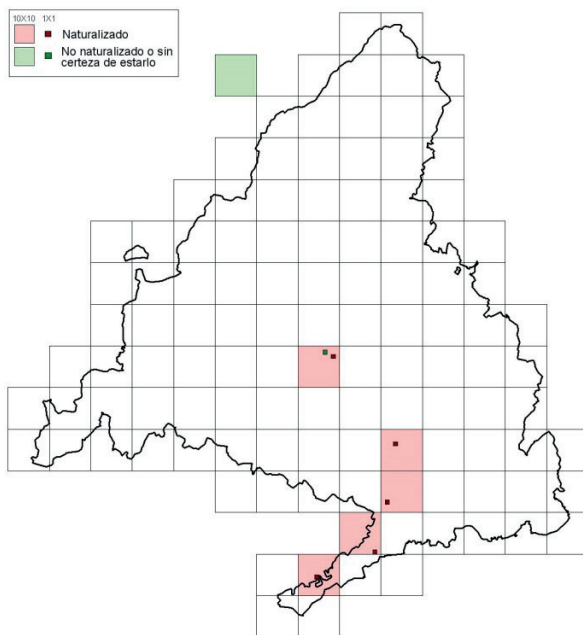 10X10 1X1
Naturalizado
No naturalizado o sin
certeza de estarlo